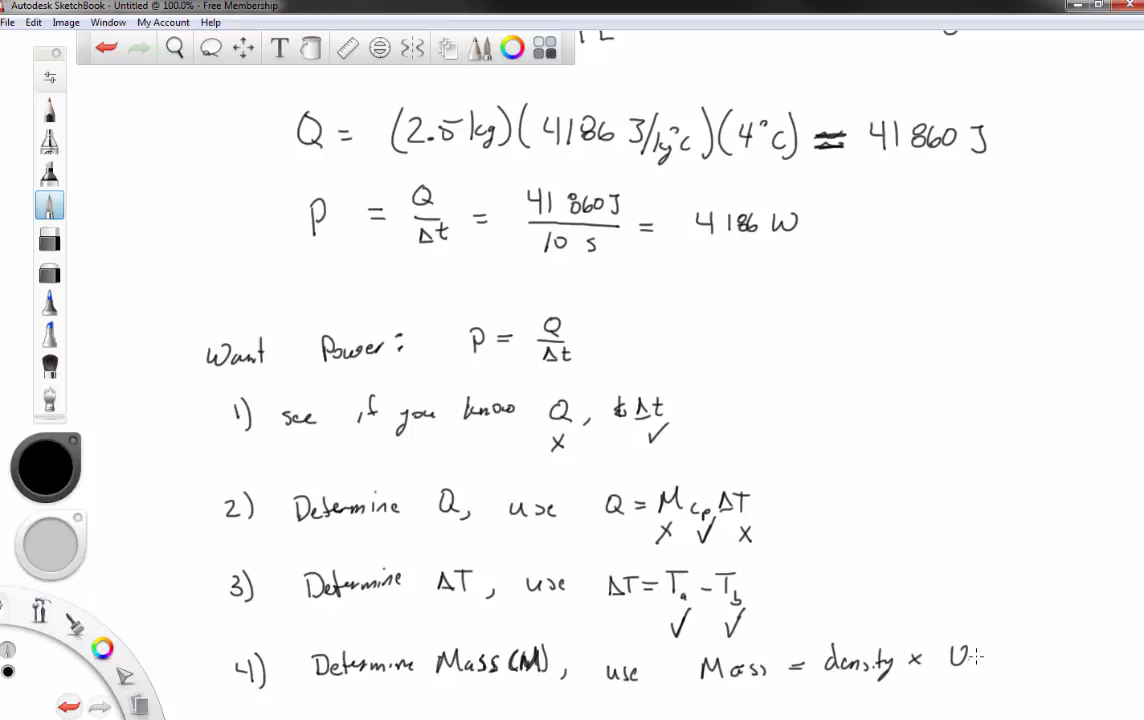 Autodesk SketchBook - Untitled @ 100.0% - Free Membership
File Edit Image Window My Account Help
Q = (2.5 kg)(4186 J/kg°C)(4°C) = 41860 J
P = Q/Δt = 41 860J/10 s = 4186 W
Want Power: P = Q/Δt
1) see if you know Q, & Δt
x ✓
2) Determine Q, use Q = M cp ΔT
x ✓ x
3) Determine ΔT, use ΔT = Ta - Tb
✓ ✓
4) Determine Mass (M), use Mass = density x